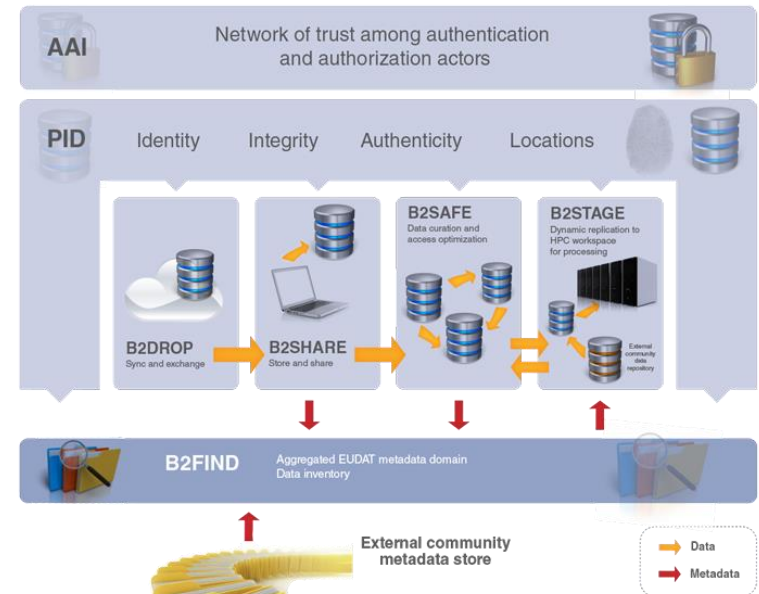 AAI
Network of trust among authentication
and authorization actors
PID
Identity
Integrity
Authenticity
Locations
B2DROP
Sync and exchange
B2SHARE
Store and share
B2SAFE
Data curation and
access optimization
B2STAGE
Dynamic replication to
HPC workspace
for processing
External
community
data
repository
B2FIND
Aggregated EUDAT metadata domain
Data inventory
External community
metadata store
Data
Metadata